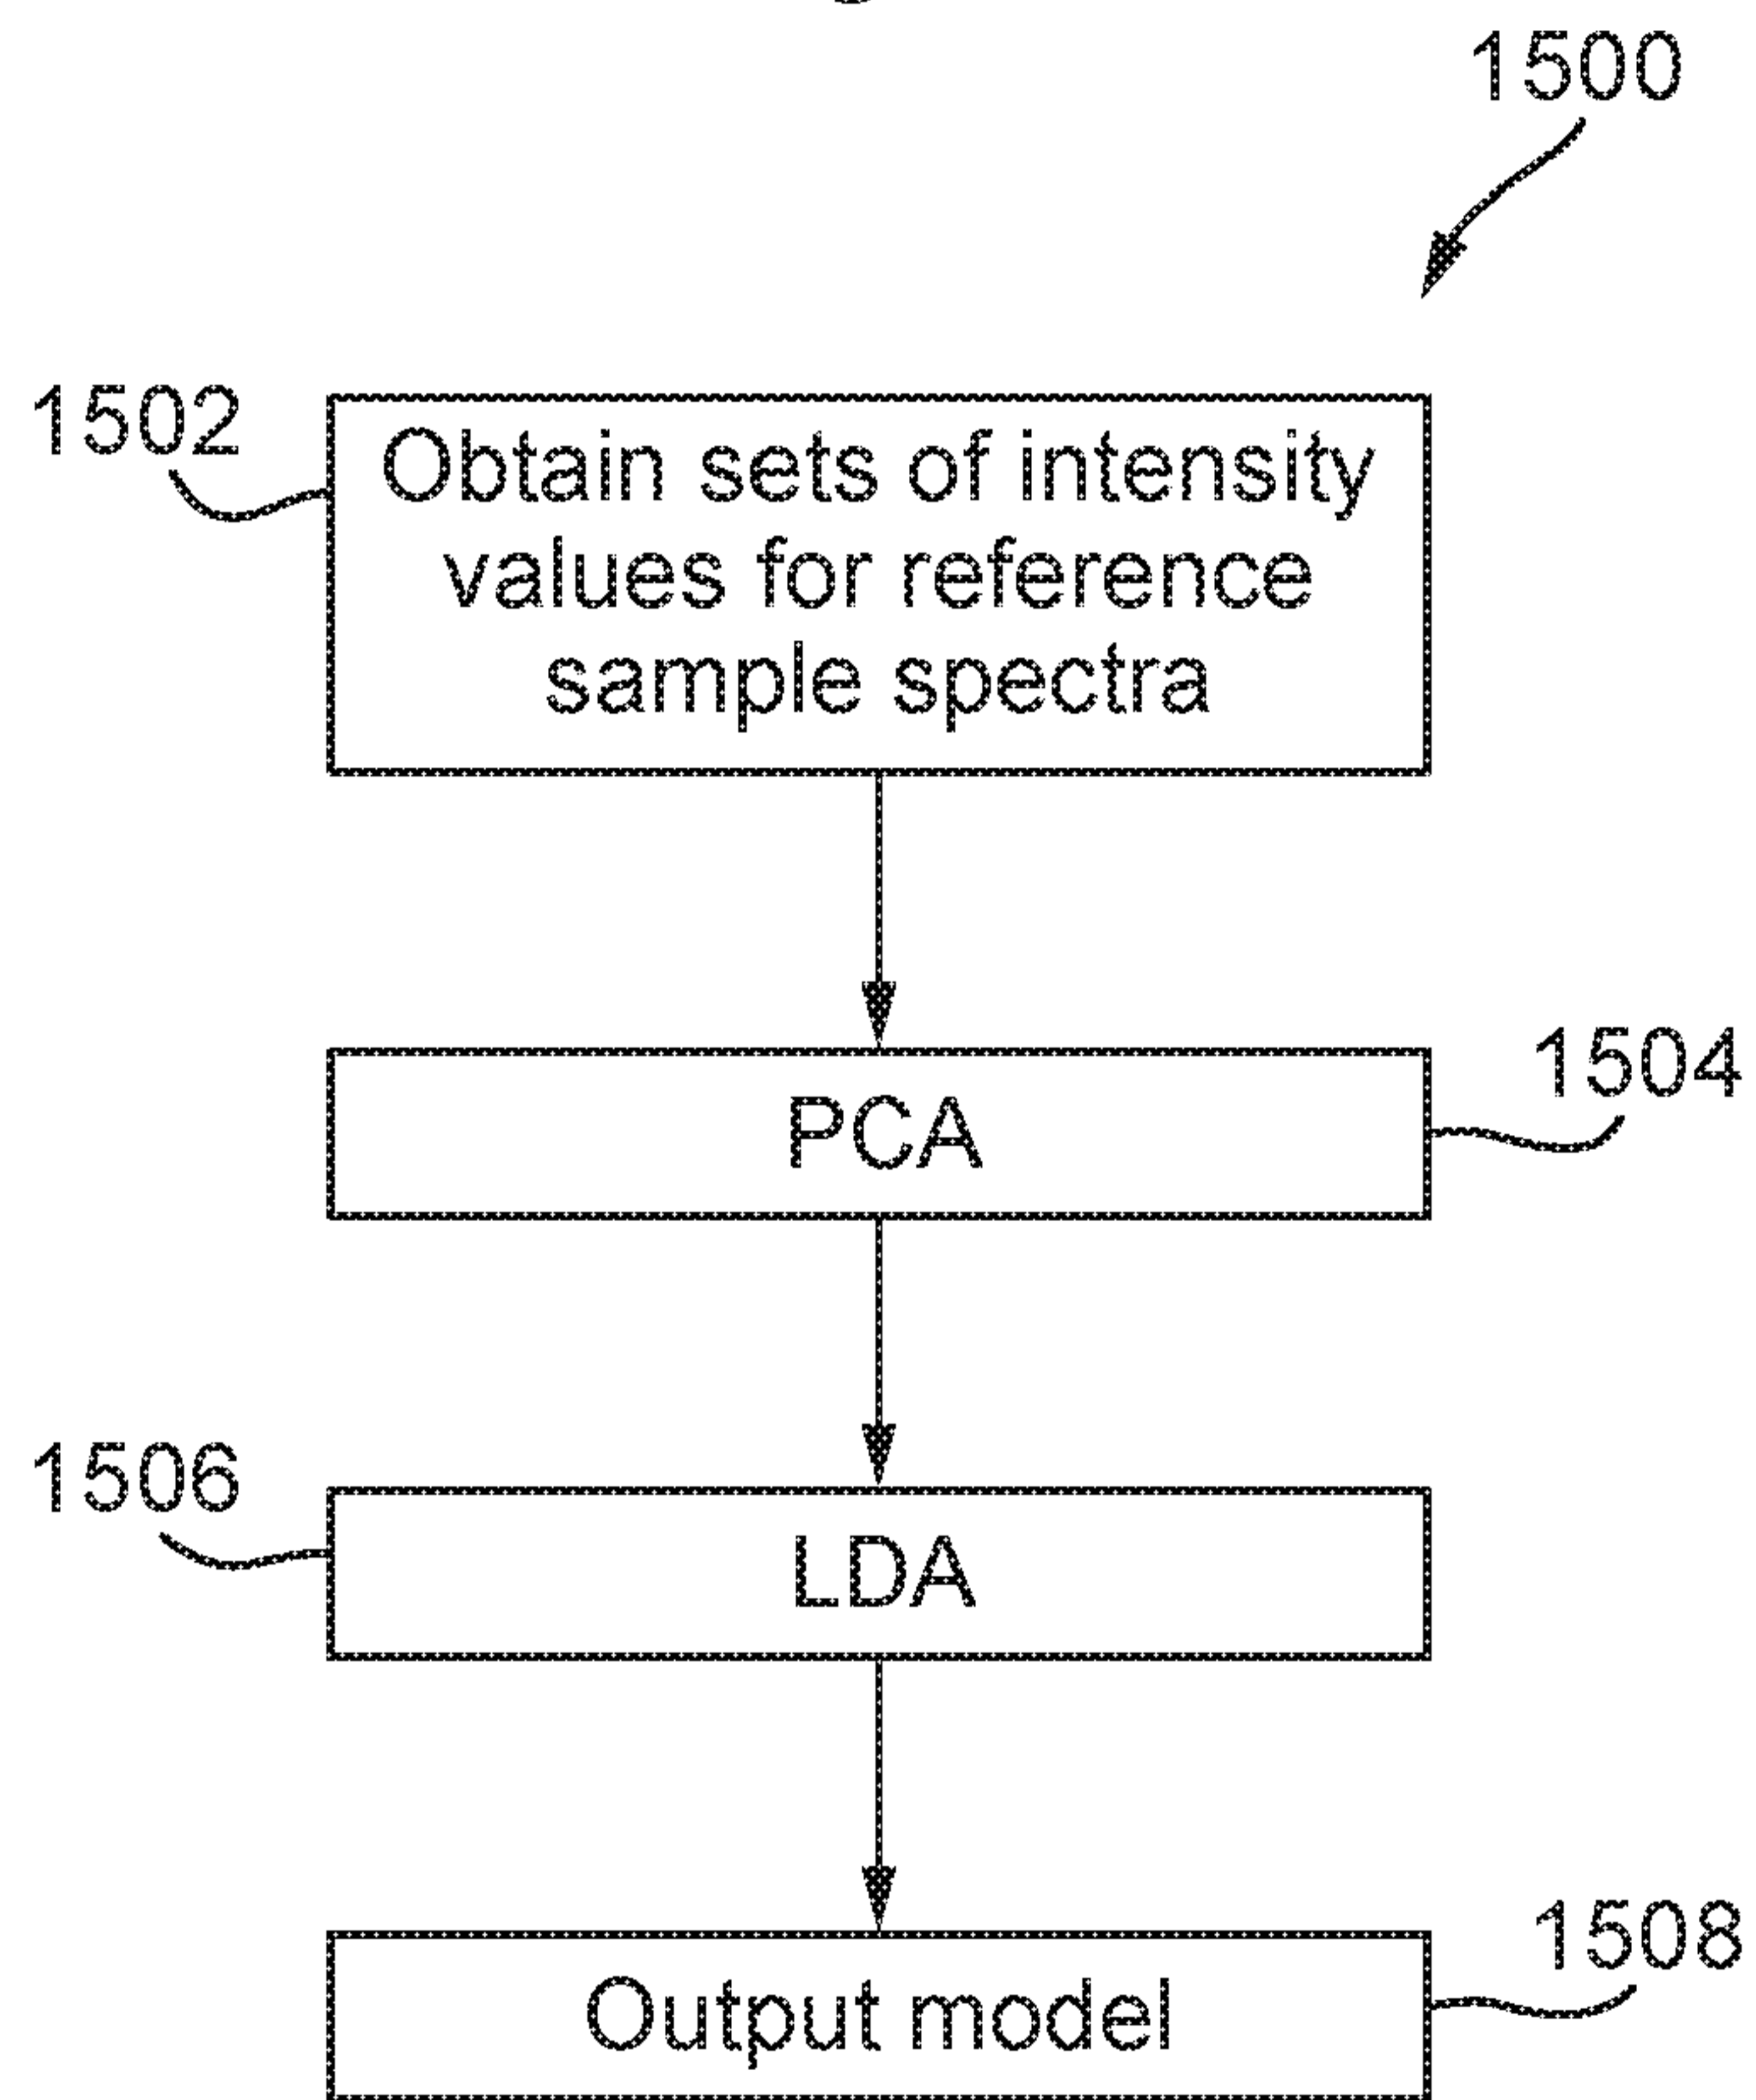 1500
1502
Obtain sets of intensity
values for reference
sample spectra
1504
PCA
1506
LDA
1508
Output model